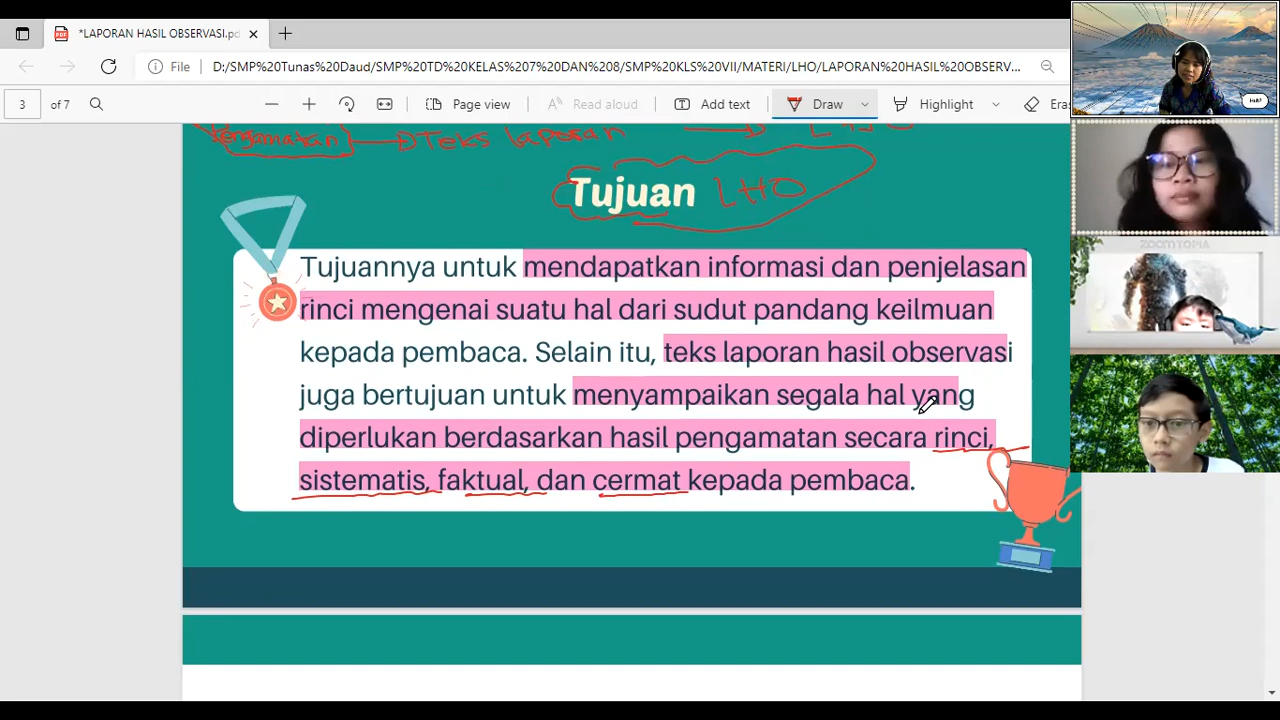 *LAPORAN HASIL OBSERVASI.pd
File D:/SMP%20Tunas%20Daud/SMP%20TD%20KELAS%207%20DAN%208/SMP%20KLS%20VII/MATERI/LHO/LAPORAN%20HASIL%20OBSERV...
3 of 7 Page view Read aloud Add text Draw Highlight Eras
Pengamatan Teks laporan LHO
Tujuan LHO
Tujuannya untuk mendapatkan informasi dan penjelasan
rinci mengenai suatu hal dari sudut pandang keilmuan
kepada pembaca. Selain itu, teks laporan hasil observasi
juga bertujuan untuk menyampaikan segala hal yang
diperlukan berdasarkan hasil pengamatan secara rinci,
sistematis, faktual, dan cermat kepada pembaca.
ZOOMTOPIA